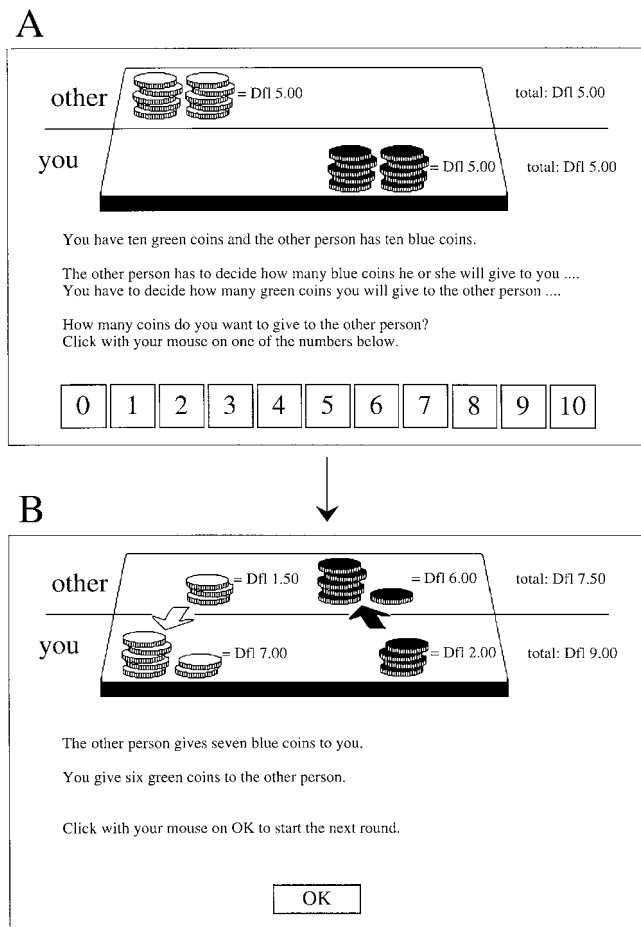 A
other
= Dfl 5.00
total: Dfl 5.00
you
= Dfl 5.00
total: Dfl 5.00
You have ten green coins and the other person has ten blue coins.
The other person has to decide how many blue coins he or she will give to you ....
You have to decide how many green coins you will give to the other person ....
How many coins do you want to give to the other person?
Click with your mouse on one of the numbers below.
0 1 2 3 4 5 6 7 8 9 10
B
other
= Dfl 1.50
= Dfl 6.00
total: Dfl 7.50
you
= Dfl 7.00
= Dfl 2.00
total: Dfl 9.00
The other person gives seven blue coins to you.
You give six green coins to the other person.
Click with your mouse on OK to start the next round.
OK